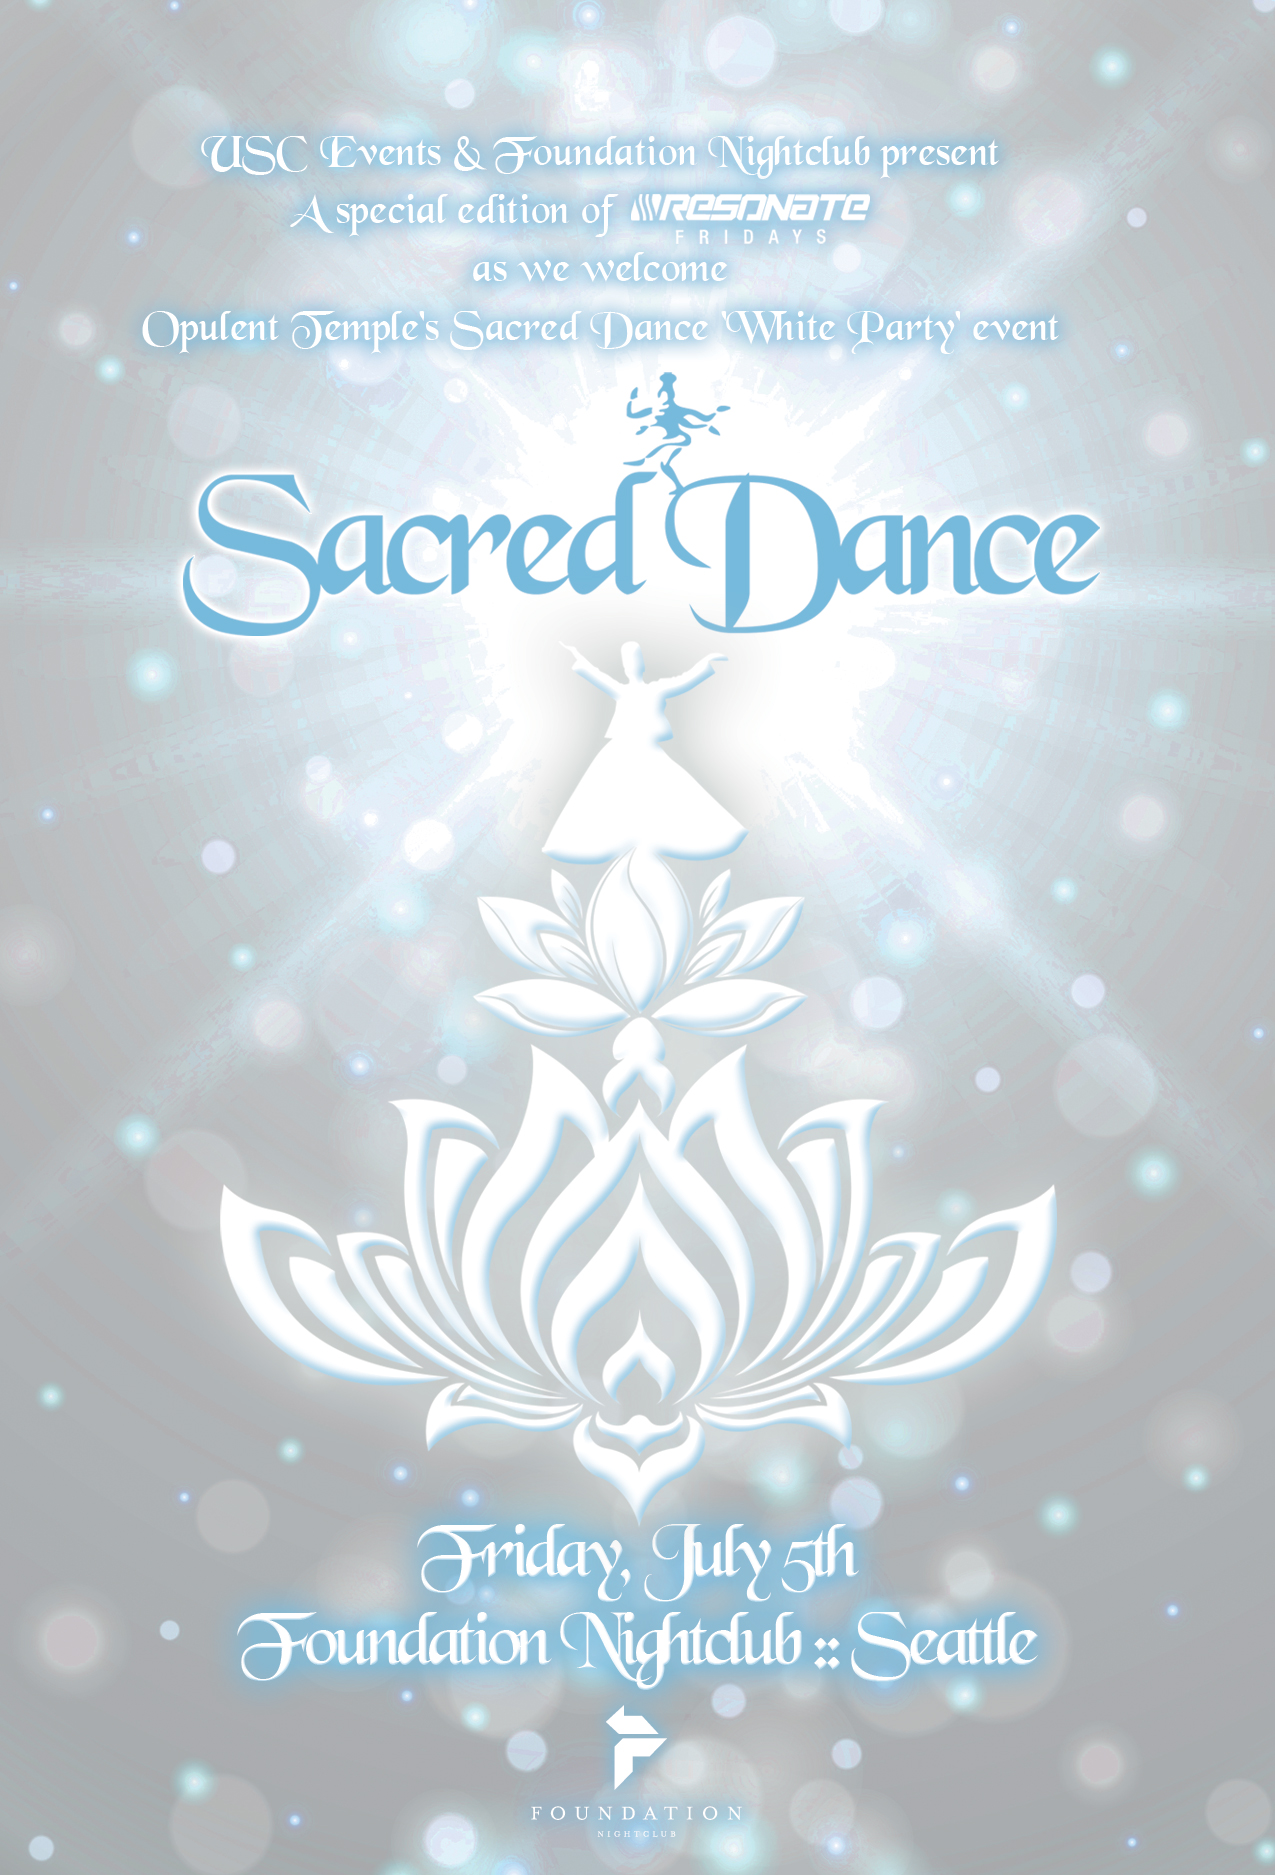 USC Events & Foundation Nightclub present
A special edition of RESONATE
FRIDAYS
as we welcome
Opulent Temple's Sacred Dance 'White Party' event
Sacred Dance
Friday, July 5th
Foundation Nightclub :: Seattle
FOUNDATION
NIGHTCLUB